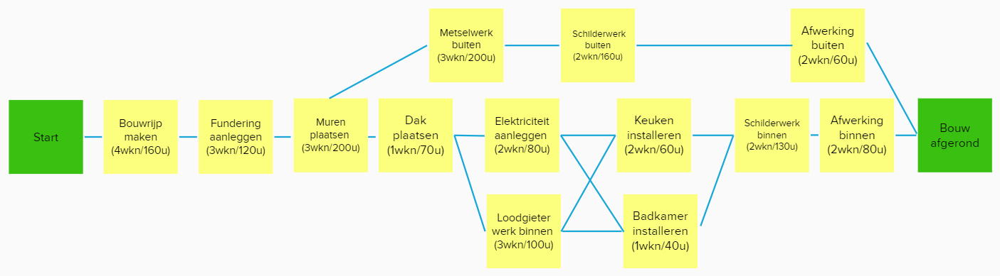 Metselwerk
buiten
(3wkn/200u)
Schilderwerk
buiten
(2wkn/160u)
Afwerking
buiten
(2wkn/60u)
Start
Bouwrijp
maken
(4wkn/160u)
Fundering
aanleggen
(3wkn/120u)
Muren
plaatsen
(3wkn/200u)
Dak
plaatsen
(1wkn/70u)
Elektriciteit
aanleggen
(2wkn/80u)
Keuken
installeren
(2wkn/60u)
Schilderwerk
binnen
(2wkn/130u)
Afwerking
binnen
(2wkn/80u)
Bouw
afgerond
Loodgieter
werk binnen
(3wkn/100u)
Badkamer
installeren
(1wkn/40u)